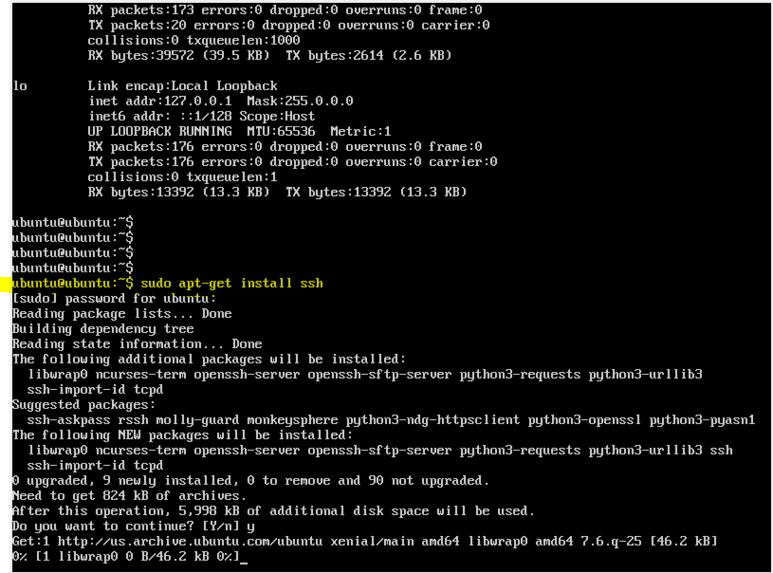 RX packets:173 errors:0 dropped:0 overruns:0 frame:0
TX packets:20 errors:0 dropped:0 overruns:0 carrier:0
collisions:0 txqueuelen:1000
RX bytes:39572 (39.5 KB)  TX bytes:2614 (2.6 KB)
lo        Link encap:Local Loopback
inet addr:127.0.0.1  Mask:255.0.0.0
inet6 addr: ::1/128 Scope:Host
UP LOOPBACK RUNNING  MTU:65536  Metric:1
RX packets:176 errors:0 dropped:0 overruns:0 frame:0
TX packets:176 errors:0 dropped:0 overruns:0 carrier:0
collisions:0 txqueuelen:1
RX bytes:13392 (13.3 KB)  TX bytes:13392 (13.3 KB)
ubuntu@ubuntu:~$
ubuntu@ubuntu:~$
ubuntu@ubuntu:~$
ubuntu@ubuntu:~$
ubuntu@ubuntu:~$ sudo apt-get install ssh
[sudo] password for ubuntu:
Reading package lists... Done
Building dependency tree
Reading state information... Done
The following additional packages will be installed:
libwrap0 ncurses-term openssh-server openssh-sftp-server python3-requests python3-urllib3
ssh-import-id tcpd
Suggested packages:
ssh-askpass rssh molly-guard monkeysphere python3-ndg-httpsclient python3-openssl python3-pyasn1
The following NEW packages will be installed:
libwrap0 ncurses-term openssh-server openssh-sftp-server python3-requests python3-urllib3 ssh
ssh-import-id tcpd
0 upgraded, 9 newly installed, 0 to remove and 90 not upgraded.
Need to get 824 kB of archives.
After this operation, 5,998 kB of additional disk space will be used.
Do you want to continue? [Y/n] y
Get:1 http://us.archive.ubuntu.com/ubuntu xenial/main amd64 libwrap0 amd64 7.6.q-25 [46.2 kB]
0% [1 libwrap0 0 B/46.2 kB 0%]_